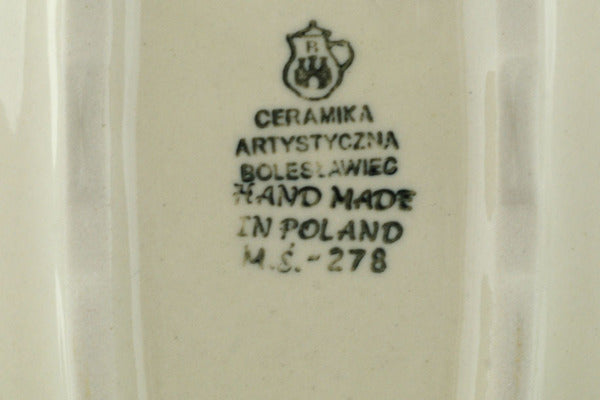 B
CERAMIKA
ARTYSTYCZNA
BOLESŁAWIEC
HAND MADE
IN POLAND
M.Ś.-278